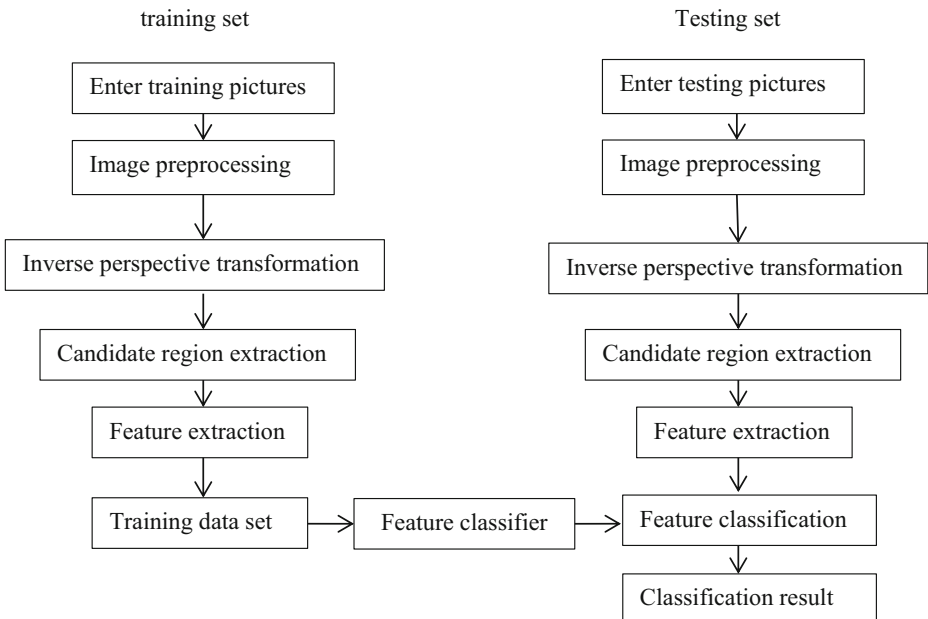 training set
Testing set
Enter training pictures
Enter testing pictures
Image preprocessing
Image preprocessing
Inverse perspective transformation
Inverse perspective transformation
Candidate region extraction
Candidate region extraction
Feature extraction
Feature extraction
Training data set
Feature classifier
Feature classification
Classification result